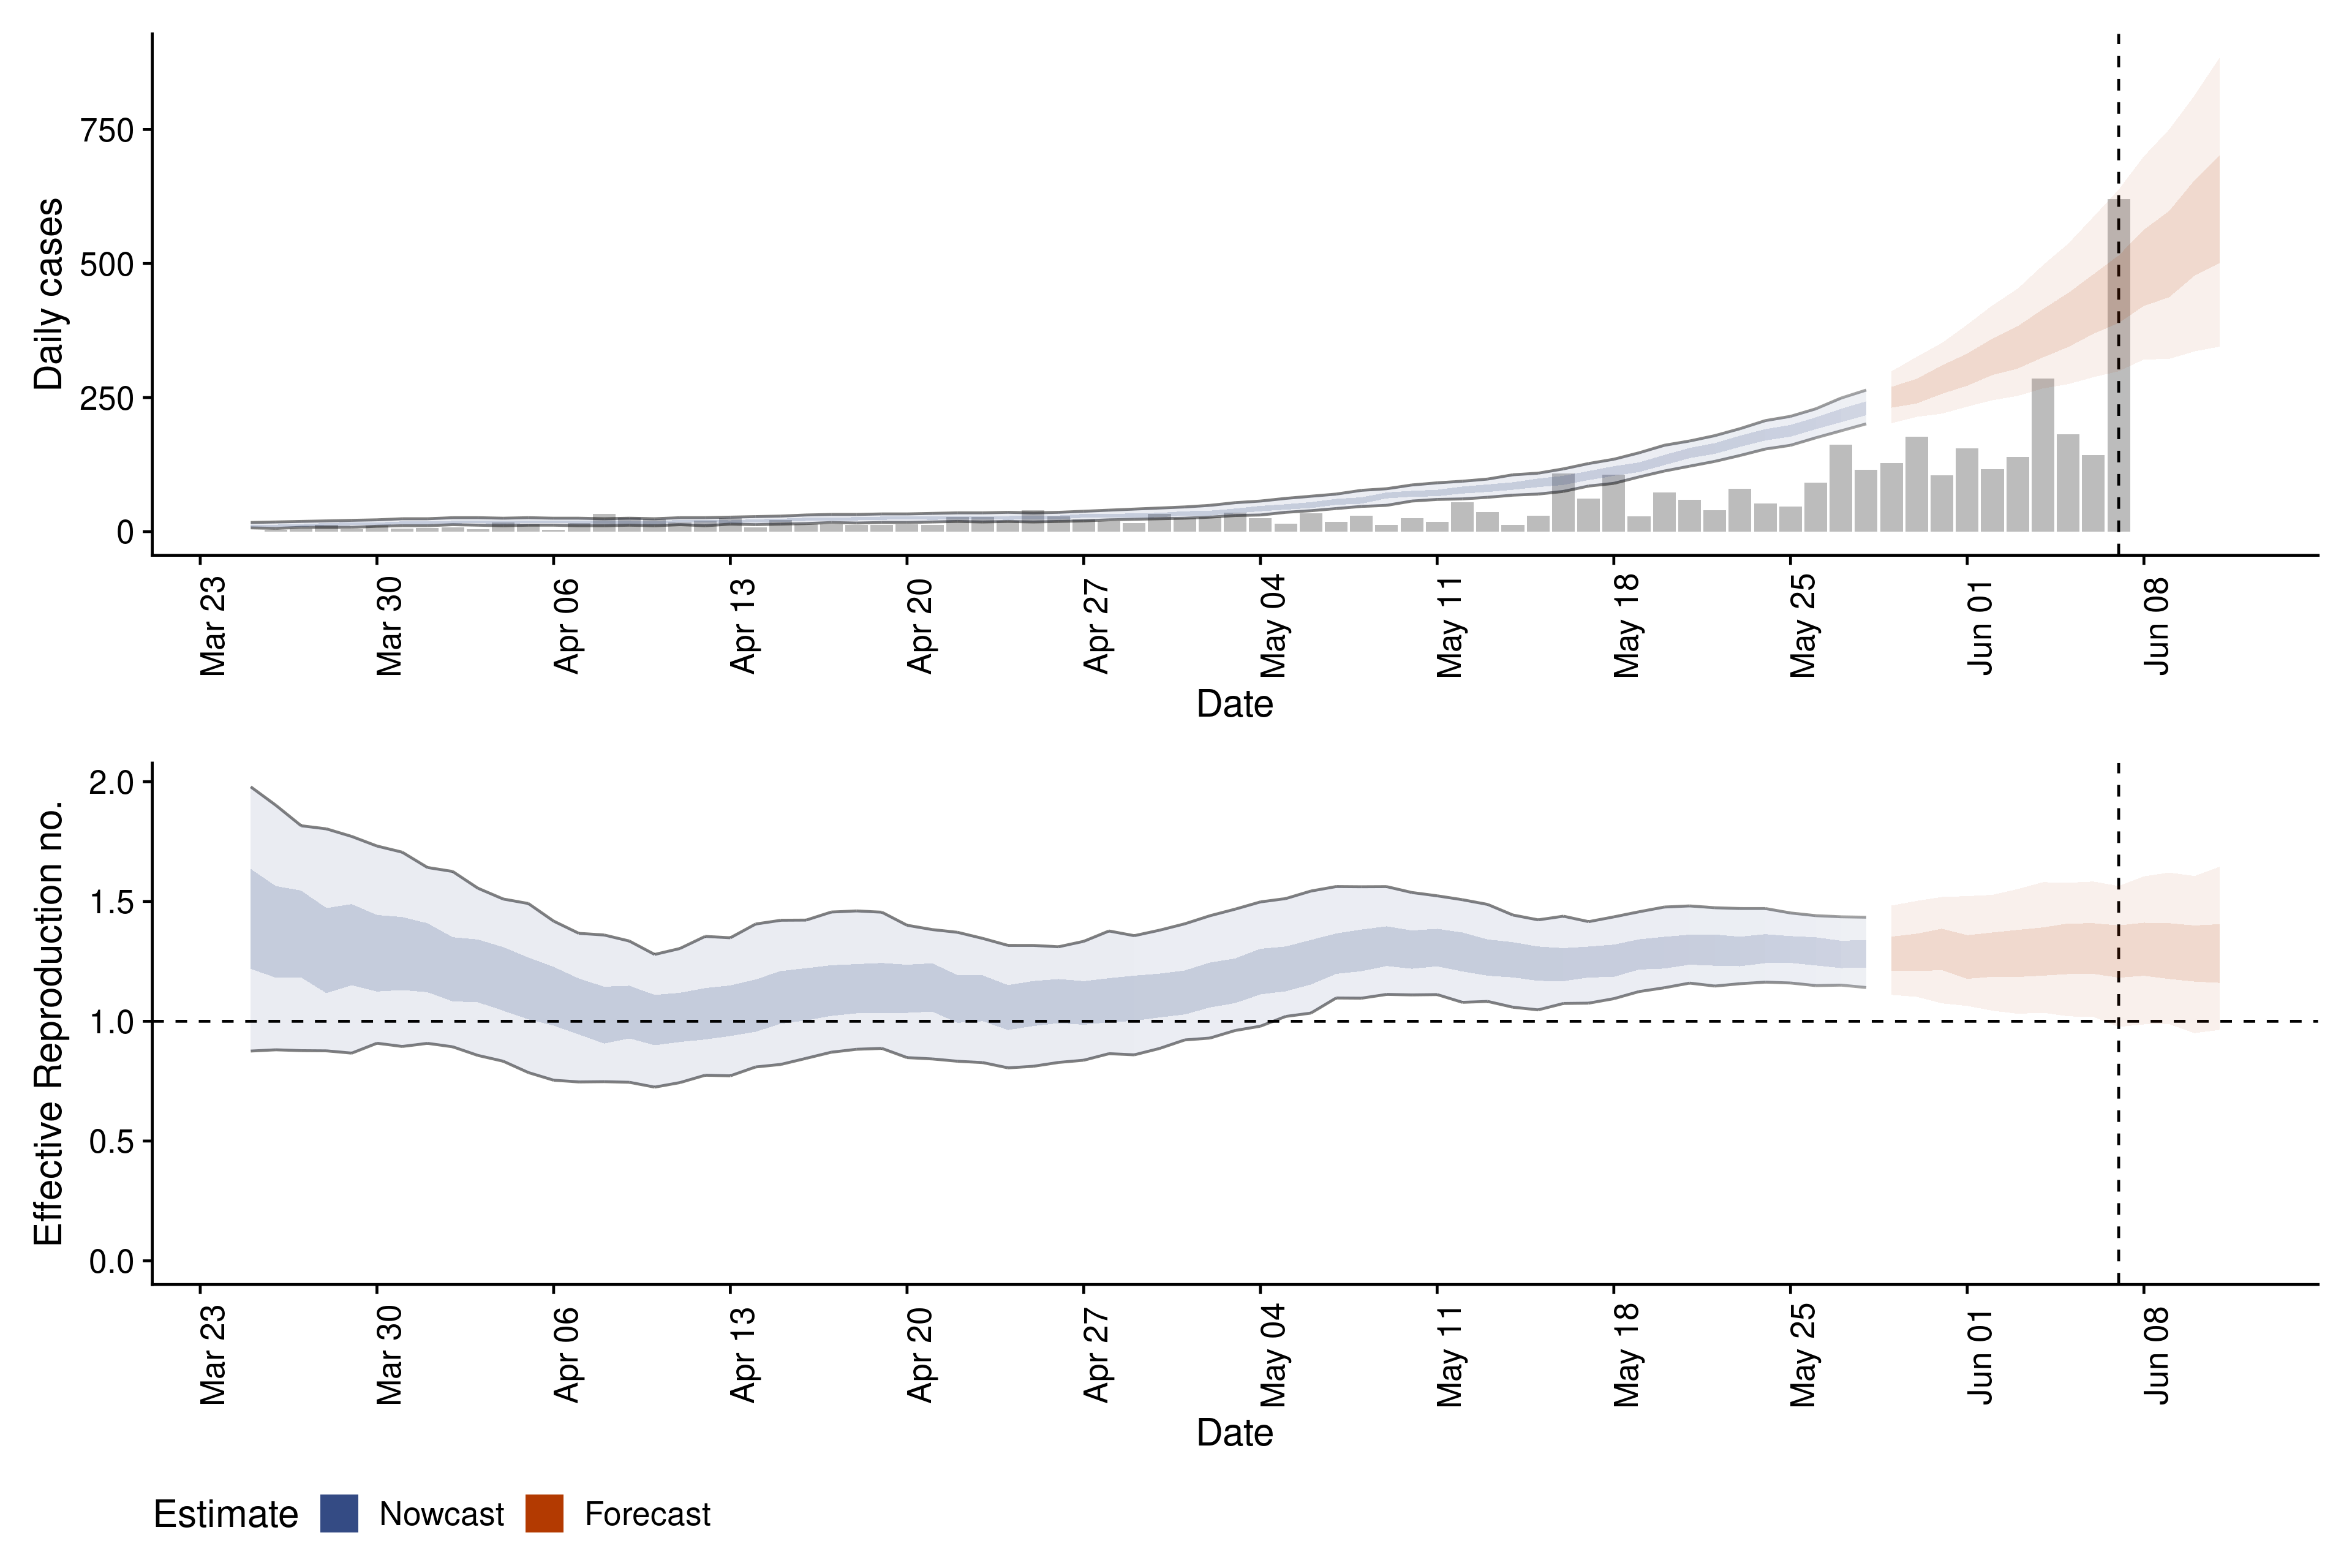 Daily cases
750
500
250
0
Mar 23
Mar 30
Apr 06
Apr 13
Apr 20
Apr 27
May 04
May 11
May 18
May 25
Jun 01
Jun 08
Date
Effective Reproduction no.
2.0
1.5
1.0
0.5
0.0
Mar 23
Mar 30
Apr 06
Apr 13
Apr 20
Apr 27
May 04
May 11
May 18
May 25
Jun 01
Jun 08
Date
Estimate Nowcast Forecast